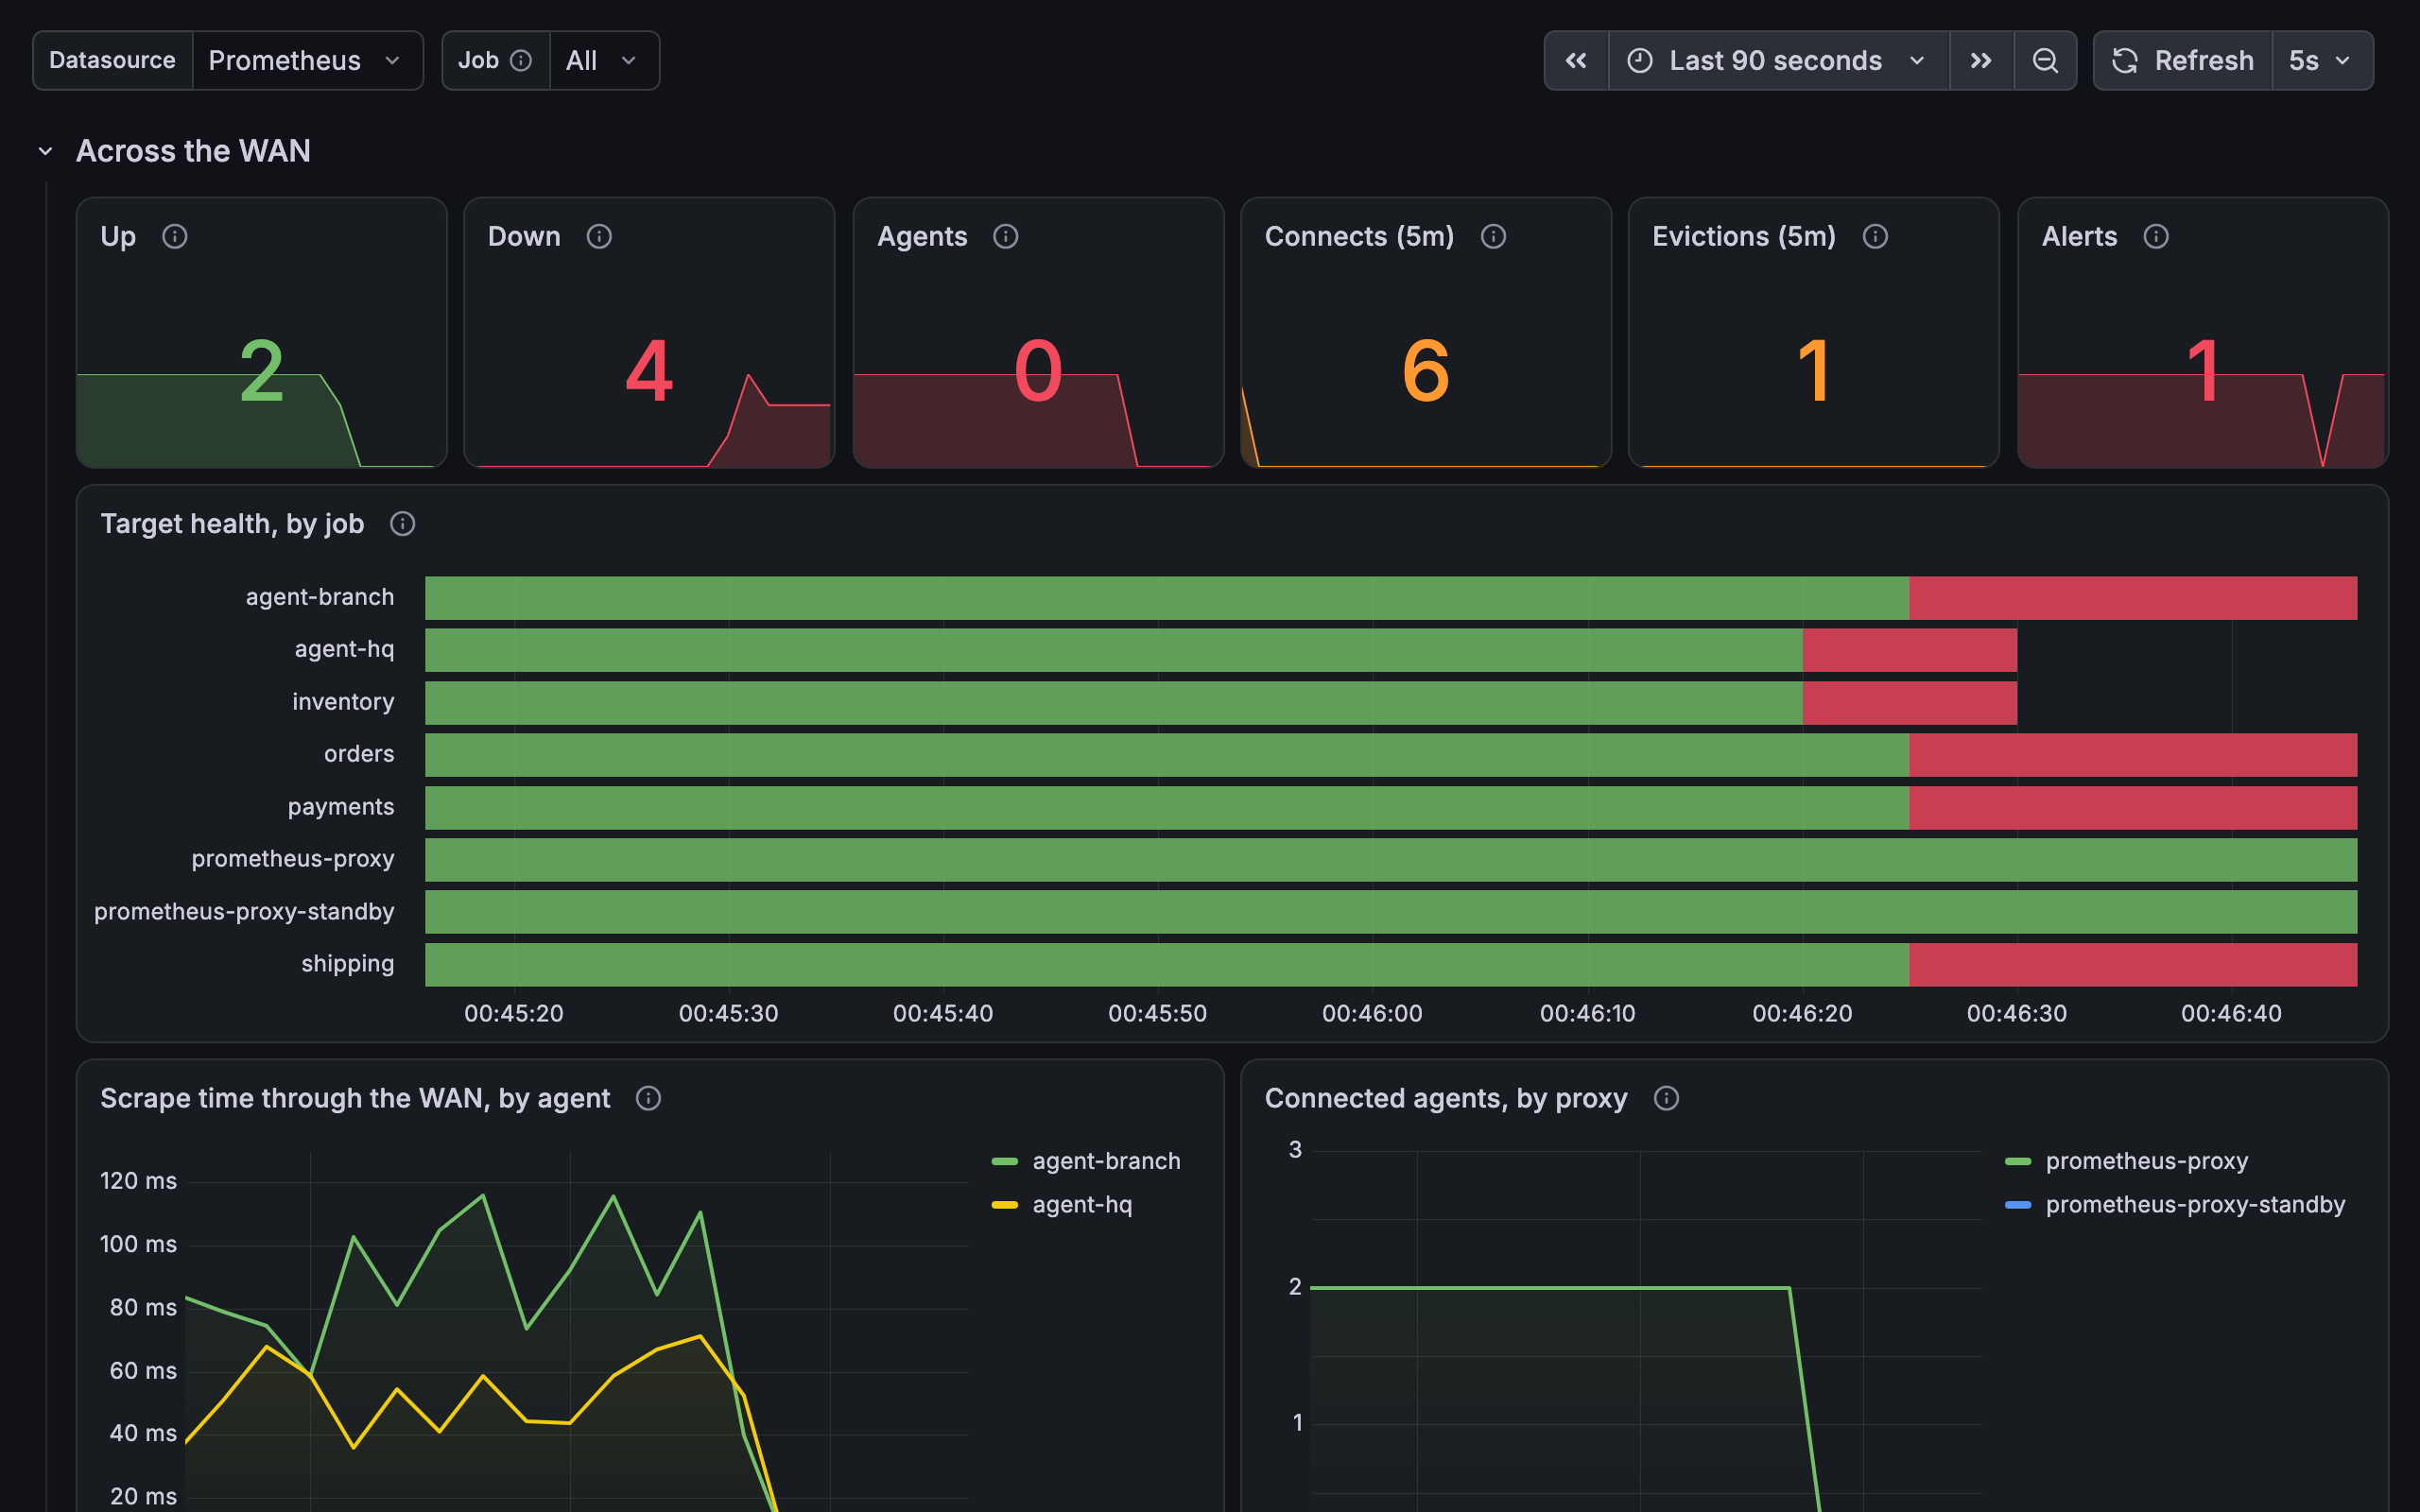 Datasource Prometheus Job All Last 90 seconds Refresh 5s
Across the WAN
Up Down Agents Connects (5m) Evictions (5m) Alerts
2 4 0 6 1 1
Target health, by job
agent-branch
agent-hq
inventory
orders
payments
prometheus-proxy
prometheus-proxy-standby
shipping
00:45:20 00:45:30 00:45:40 00:45:50 00:46:00 00:46:10 00:46:20 00:46:30 00:46:40
Scrape time through the WAN, by agent
120 ms
100 ms
80 ms
60 ms
40 ms
20 ms
agent-branch
agent-hq
Connected agents, by proxy
3
2
1
prometheus-proxy
prometheus-proxy-standby